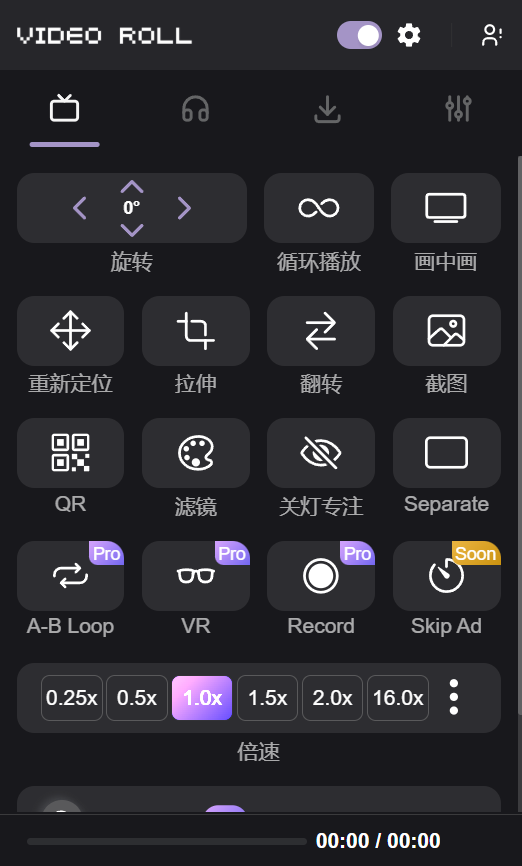 VIDEO ROLL
0°
旋转
循环播放
画中画
重新定位
拉伸
翻转
截图
QR
滤镜
关灯专注
Separate
Pro
Pro
Pro
Soon
A-B Loop
VR
Record
Skip Ad
0.25x
0.5x
1.0x
1.5x
2.0x
16.0x
倍速
00:00 / 00:00